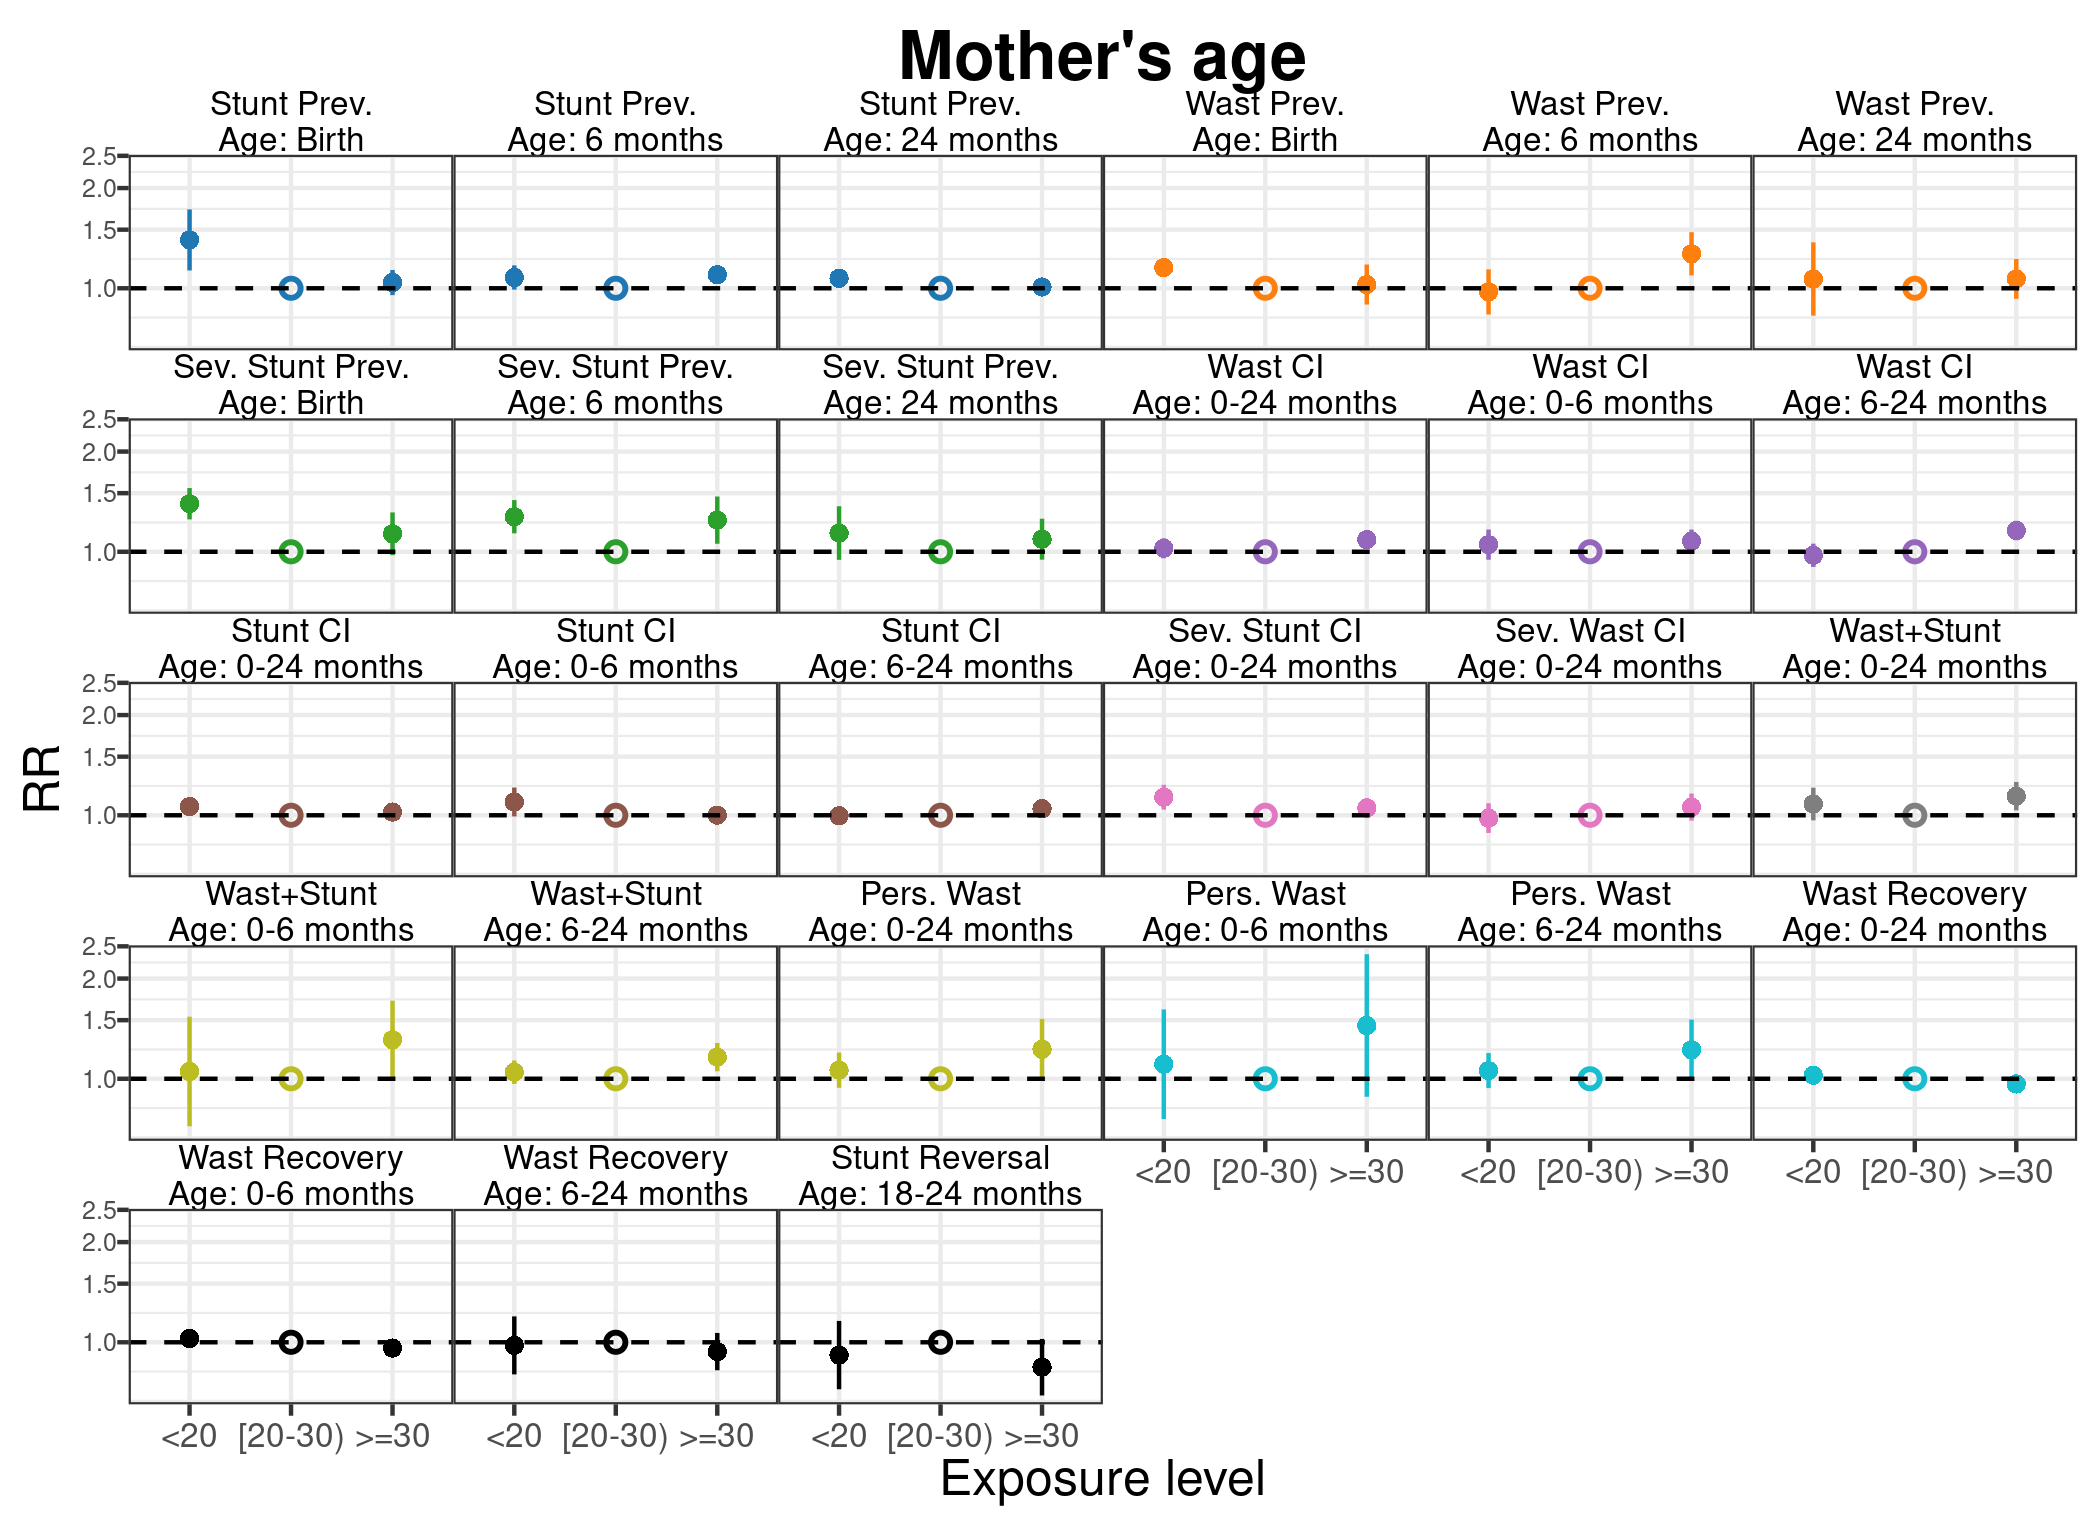 Mother's age
Stunt Prev. Stunt Prev. Stunt Prev. Wast Prev. Wast Prev. Wast Prev.
Age: Birth Age: 6 months Age: 24 months Age: Birth Age: 6 months Age: 24 months
2.5
2.0
1.5
1.0
Sev. Stunt Prev. Sev. Stunt Prev. Sev. Stunt Prev. Wast CI Wast CI Wast CI
Age: Birth Age: 6 months Age: 24 months Age: 0-24 months Age: 0-6 months Age: 6-24 months
2.5
2.0
1.5
1.0
Stunt CI Stunt CI Stunt CI Sev. Stunt CI Sev. Wast CI Wast+Stunt
Age: 0-24 months Age: 0-6 months Age: 6-24 months Age: 0-24 months Age: 0-24 months Age: 0-24 months
2.5
2.0
1.5
1.0
RR
Wast+Stunt Wast+Stunt Pers. Wast Pers. Wast Pers. Wast Wast Recovery
Age: 0-6 months Age: 6-24 months Age: 0-24 months Age: 0-6 months Age: 6-24 months Age: 0-24 months
2.5
2.0
1.5
1.0
<20 [20-30) >=30 <20 [20-30) >=30 <20 [20-30) >=30
Wast Recovery Wast Recovery Stunt Reversal
Age: 0-6 months Age: 6-24 months Age: 18-24 months
2.5
2.0
1.5
1.0
<20 [20-30) >=30 <20 [20-30) >=30 <20 [20-30) >=30
Exposure level